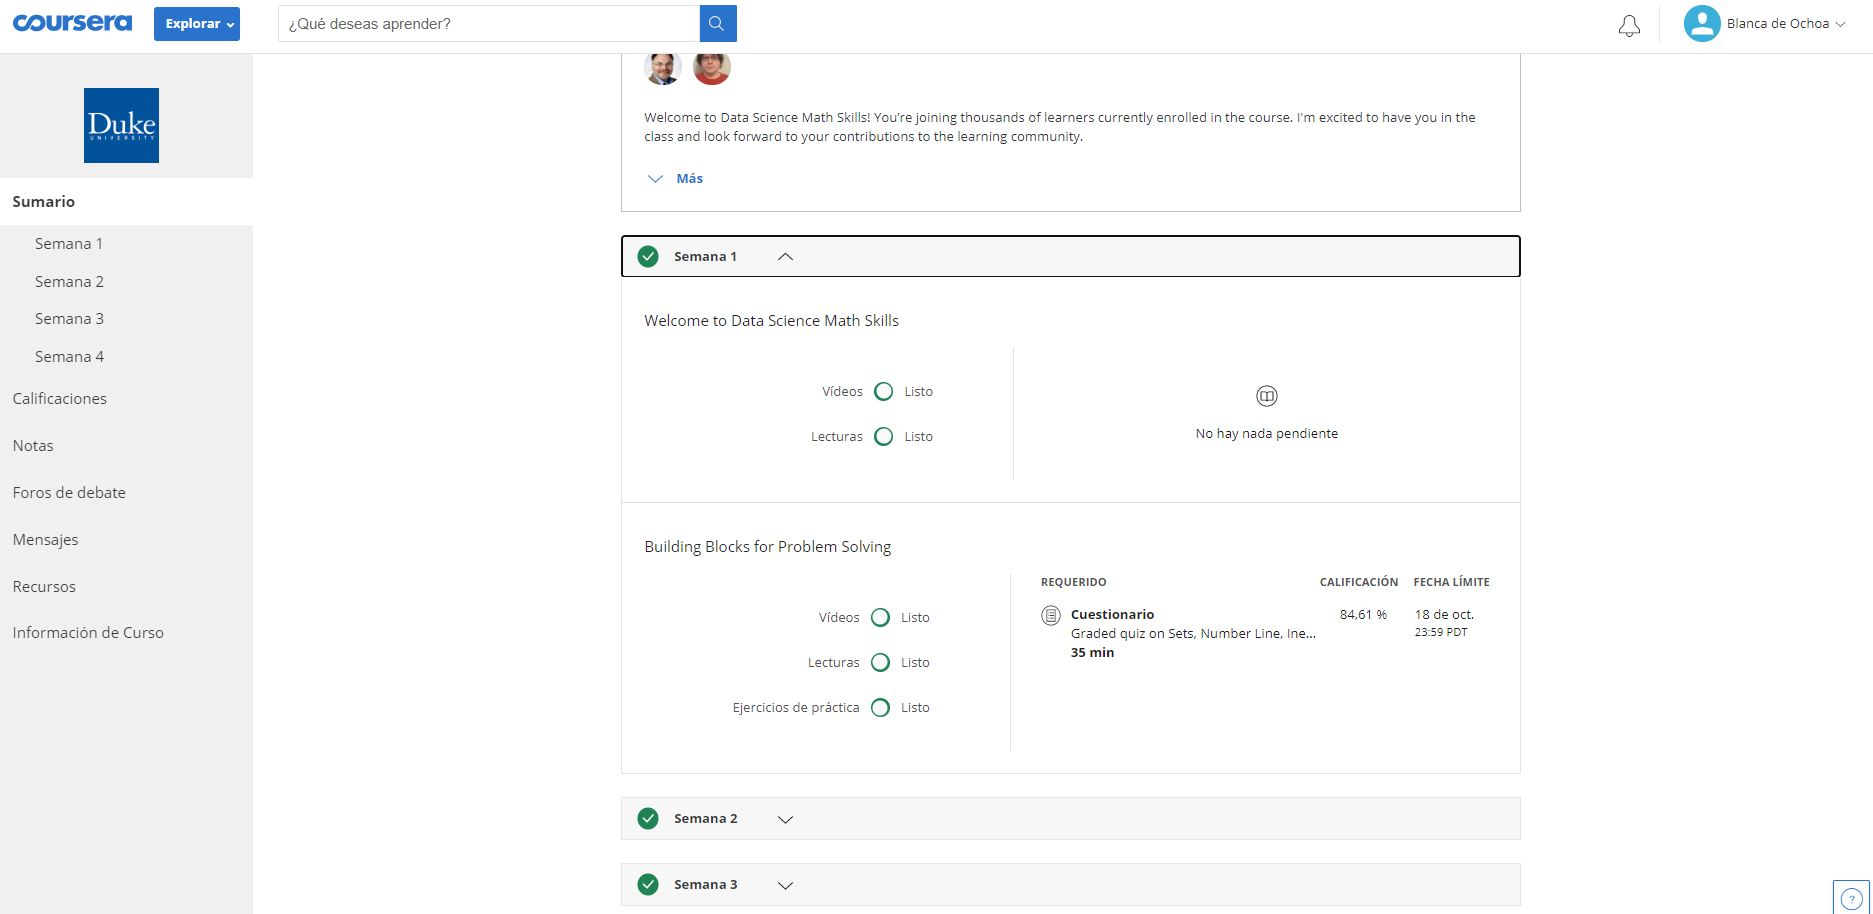 coursera
Explorar
¿Qué deseas aprender?
Blanca de Ochoa
Duke
UNIVERSITY
Sumario
Semana 1
Semana 2
Semana 3
Semana 4
Calificaciones
Notas
Foros de debate
Mensajes
Recursos
Información de Curso
Welcome to Data Science Math Skills! You're joining thousands of learners currently enrolled in the course. I'm excited to have you in the
class and look forward to your contributions to the learning community.
Más
Semana 1
Welcome to Data Science Math Skills
Vídeos Listo
Lecturas Listo
No hay nada pendiente
Building Blocks for Problem Solving
Vídeos Listo
Lecturas Listo
Ejercicios de práctica Listo
REQUERIDO CALIFICACIÓN FECHA LÍMITE
Cuestionario 84,61 % 18 de oct.
Graded quiz on Sets, Number Line, Ine... 23:59 PDT
35 min
Semana 2
Semana 3
?